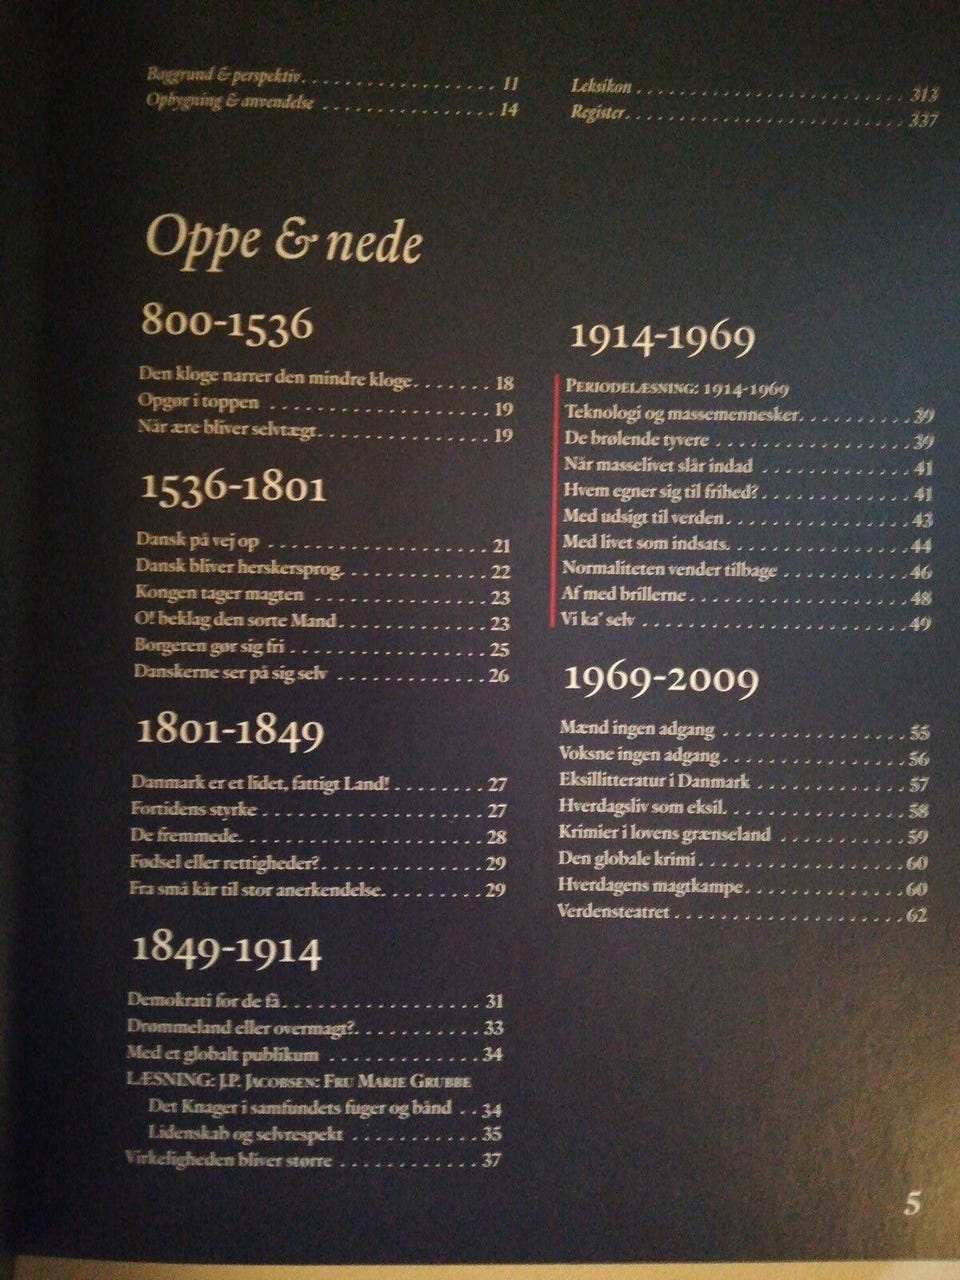 Baggrund & perspektiv. . . . . . . . . . . . . . . . . 11
Opbygning & anvendelse . . . . . . . . . . . . . . . 14
Leksikon . . . . . . . . . . . . . . . . . . . . . . . . 313
Register. . . . . . . . . . . . . . . . . . . . . . . . . 337
Oppe & nede
800-1536
Den kloge narrer den mindre kloge. . . . . . . 18
Opgør i toppen . . . . . . . . . . . . . . . . . . . 19
Når ære bliver selvtægt. . . . . . . . . . . . . . . 19
1536-1801
Dansk på vej op . . . . . . . . . . . . . . . . . . . 21
Dansk bliver herskersprog. . . . . . . . . . . . . 22
Kongen tager magten . . . . . . . . . . . . . . . 23
O! beklag den sorte Mand. . . . . . . . . . . . . 23
Borgeren gør sig fri . . . . . . . . . . . . . . . . . 25
Danskerne ser på sig selv . . . . . . . . . . . . . 26
1801-1849
Danmark er et lidet, fattigt Land! . . . . . . . . 27
Fortidens styrke . . . . . . . . . . . . . . . . . . . 27
De fremmede. . . . . . . . . . . . . . . . . . . . . 28
Fødsel eller rettigheder? . . . . . . . . . . . . . . 29
Fra små kår til stor anerkendelse. . . . . . . . . 29
1849-1914
Demokrati for de få. . . . . . . . . . . . . . . . . 31
Drømmeland eller overmagt?. . . . . . . . . . . 33
Med et globalt publikum . . . . . . . . . . . . . 34
LÆSNING: J.P. JACOBSEN: FRU MARIE GRUBBE
Det Knager i samfundets fuger og bånd . . 34
Lidenskab og selvrespekt . . . . . . . . . . . 35
Virkeligheden bliver større . . . . . . . . . . . . 37
1914-1969
PERIODELÆSNING: 1914-1969
Teknologi og massemennesker. . . . . . . . . . 39
De brølende tyvere . . . . . . . . . . . . . . . . . 39
Når masselivet slår indad . . . . . . . . . . . . . 41
Hvem egner sig til frihed? . . . . . . . . . . . . . 41
Med udsigt til verden. . . . . . . . . . . . . . . . 43
Med livet som indsats. . . . . . . . . . . . . . . . 44
Normaliteten vender tilbage . . . . . . . . . . . 46
Af med brillerne . . . . . . . . . . . . . . . . . . . 48
Vi ka' selv . . . . . . . . . . . . . . . . . . . . . . . 49
1969-2009
Mænd ingen adgang . . . . . . . . . . . . . . . . 55
Voksne ingen adgang . . . . . . . . . . . . . . . . 56
Eksillitteratur i Danmark . . . . . . . . . . . . . 57
Hverdagsliv som eksil. . . . . . . . . . . . . . . . 58
Krimier i lovens grænseland . . . . . . . . . . . 59
Den globale krimi . . . . . . . . . . . . . . . . . . 60
Hverdagens magtkampe. . . . . . . . . . . . . . 60
Verdensteatret . . . . . . . . . . . . . . . . . . . . 62
5